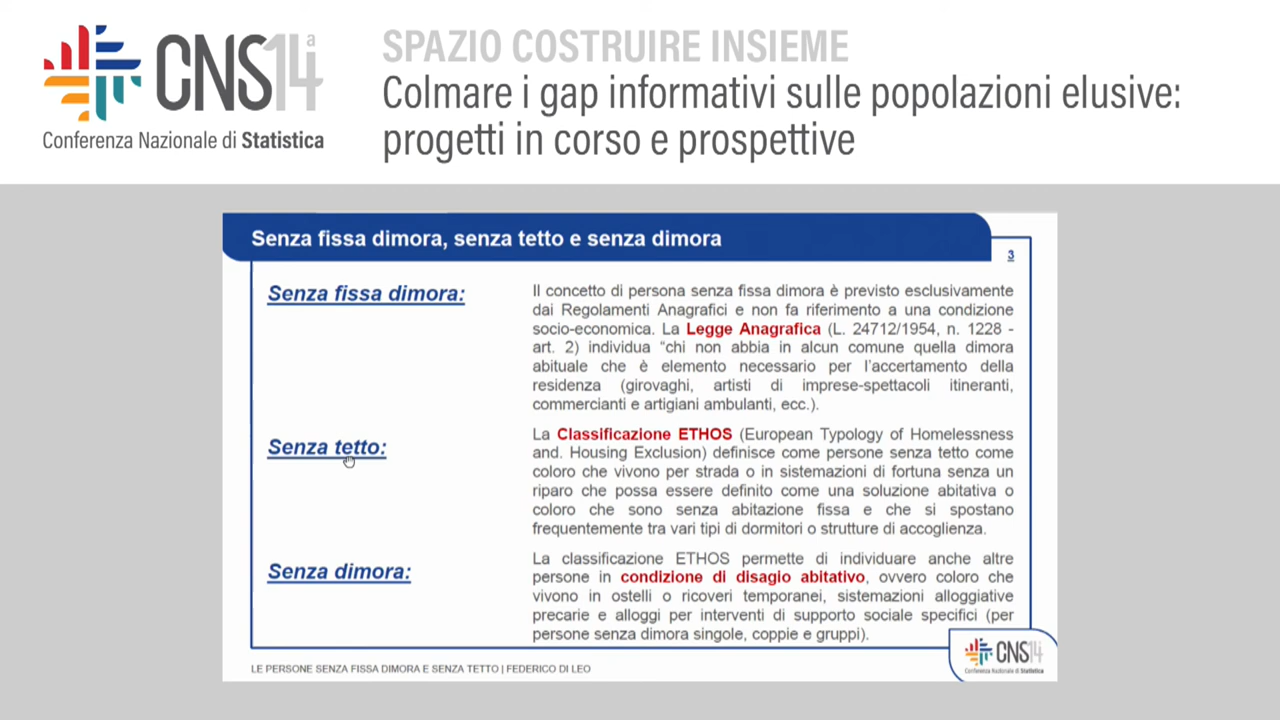 CNS14a
Conferenza Nazionale di Statistica
SPAZIO COSTRUIRE INSIEME
Colmare i gap informativi sulle popolazioni elusive:
progetti in corso e prospettive
Senza fissa dimora, senza tetto e senza dimora
3
Senza fissa dimora:
Il concetto di persona senza fissa dimora è previsto esclusivamente
dai Regolamenti Anagrafici e non fa riferimento a una condizione
socio-economica. La Legge Anagrafica (L. 24712/1954, n. 1228 -
art. 2) individua “chi non abbia in alcun comune quella dimora
abituale che è elemento necessario per l’accertamento della
residenza (girovaghi, artisti di imprese-spettacoli itineranti,
commercianti e artigiani ambulanti, ecc.).
Senza tetto:
La Classificazione ETHOS (European Typology of Homelessness
and. Housing Exclusion) definisce come persone senza tetto come
coloro che vivono per strada o in sistemazioni di fortuna senza un
riparo che possa essere definito come una soluzione abitativa o
coloro che sono senza abitazione fissa e che si spostano
frequentemente tra vari tipi di dormitori o strutture di accoglienza.
Senza dimora:
La classificazione ETHOS permette di individuare anche altre
persone in condizione di disagio abitativo, ovvero coloro che
vivono in ostelli o ricoveri temporanei, sistemazioni alloggiative
precarie e alloggi per interventi di supporto sociale specifici (per
persone senza dimora singole, coppie e gruppi).
LE PERSONE SENZA FISSA DIMORA E SENZA TETTO | FEDERICO DI LEO
CNS14
Conferenza Nazionale di Statistica